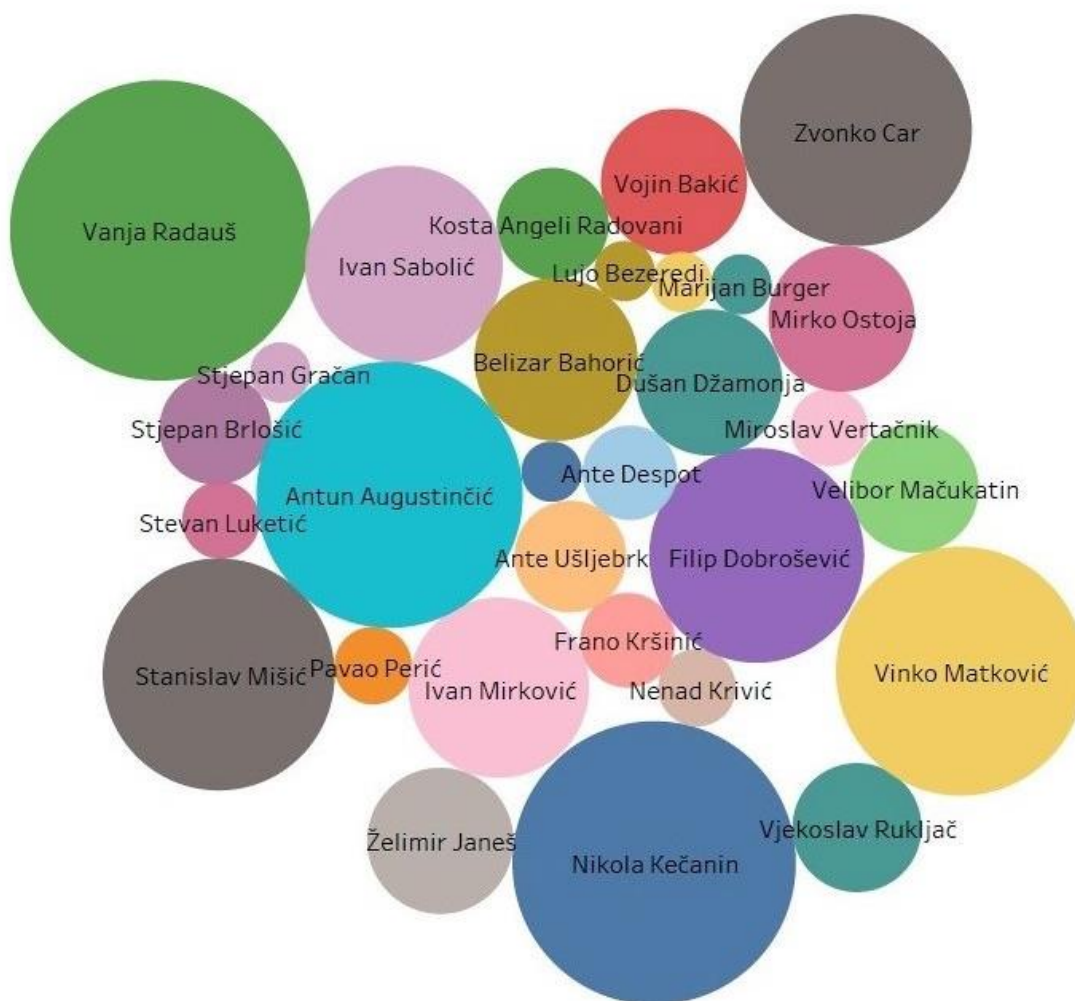 Zvonko Car
Vojin Bakić
Vanja Radauš
Kosta Angeli Radovani
Ivan Sabolić
Lujo Bezeredi
Marijan Burger
Mirko Ostoja
Belizar Bahorić
Stjepan Gračan
Dušan Džamonja
Stjepan Brlošić
Miroslav Vertačnik
Ante Despot
Velibor Mačukatin
Antun Augustinčić
Stevan Luketić
Ante Ušljebrk
Filip Dobrošević
Frano Kršinić
Pavao Perić
Stanislav Mišić
Ivan Mirković
Nenad Krivić
Vinko Matković
Vjekoslav Rukljač
Želimir Janeš
Nikola Kečanin